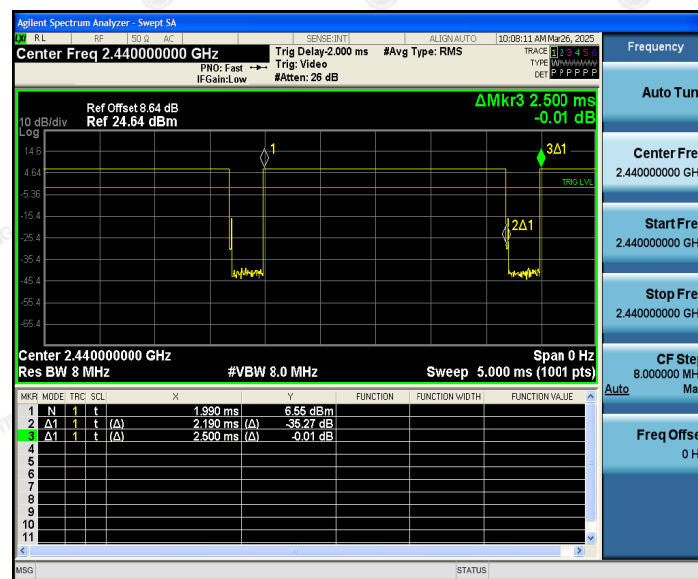 Agilent Spectrum Analyzer - Swept SA
LXI RL RF 50 Ω AC SENSE:INT ALIGN AUTO 10:08:11 AM Mar 26, 2025
Center Freq 2.440000000 GHz
PNO: Fast
IFGain:Low
Trig Delay-2.000 ms
Trig: Video
#Atten: 26 dB
#Avg Type: RMS
TRACE 1 2 3 4 5 6
TYPE
DET P P P P P P
Frequency
Auto Tun
Center Fre
2.440000000 GH
Start Fre
2.440000000 GH
Stop Fre
2.440000000 GH
CF Ste
8.000000 MH
Auto Ma
Freq Offse
0 H
Ref Offset 8.64 dB
10 dB/div Ref 24.64 dBm
Log
ΔMkr3 2.500 ms
-0.01 dB
14.6
4.64
-5.36
-15.4
-25.4
-35.4
-45.4
-55.4
-65.4
1
3Δ1
TRIG LVL
2Δ1
Center 2.440000000 GHz Span 0 Hz
Res BW 8 MHz #VBW 8.0 MHz Sweep 5.000 ms (1001 pts)
MKR MODE TRC SCL X Y FUNCTION FUNCTION WIDTH FUNCTION VALUE
1 N 1 t 1.990 ms 6.55 dBm
2 Δ1 1 t (Δ) 2.190 ms (Δ) -35.27 dB
3 Δ1 1 t (Δ) 2.500 ms (Δ) -0.01 dB
4
5
6
7
8
9
10
11
MSG STATUS